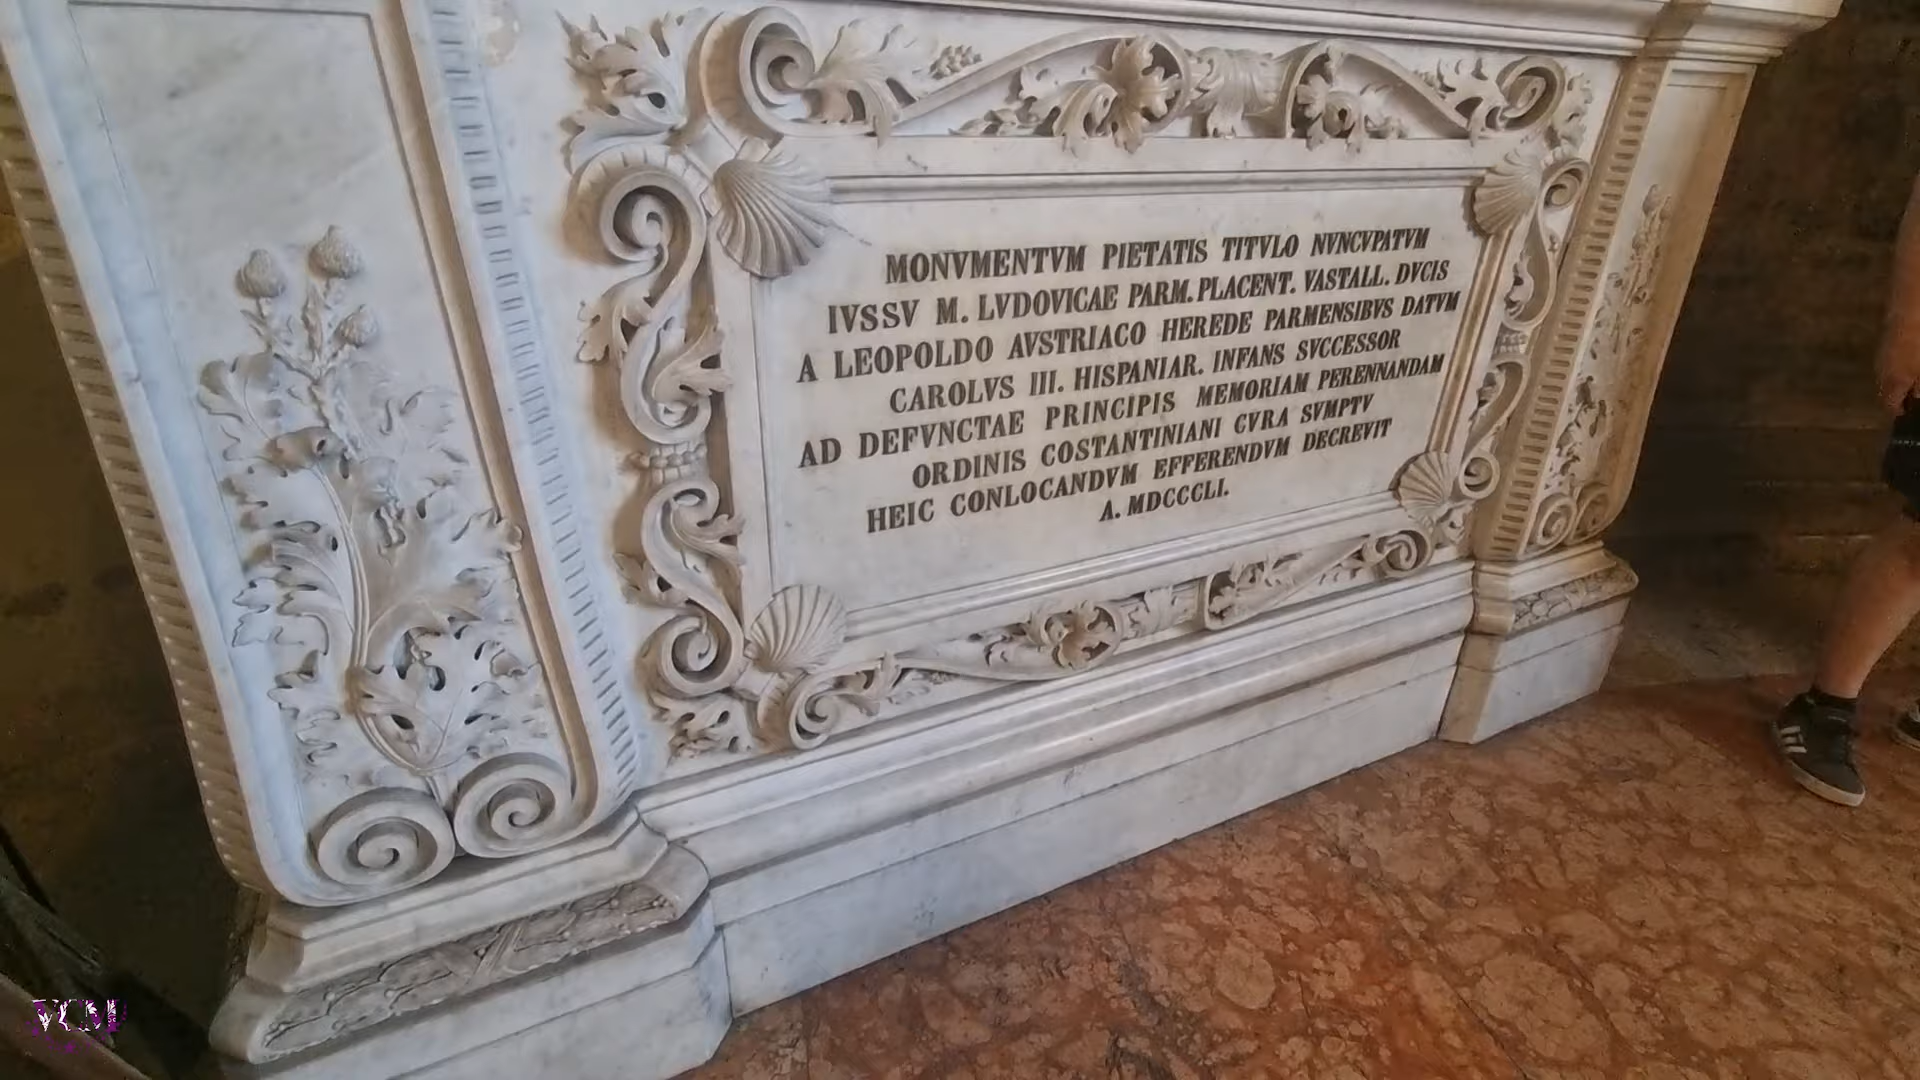 MONVMENTVM PIETATIS TITVLO NVNCVPATVM
IVSSV M. LVDOVICAE PARM. PLACENT. VASTALL. DVCIS
A LEOPOLDO AVSTRIACO HEREDE PARMENSIBVS DATVM
CAROLVS III. HISPANIAR. INFANS SVCCESSOR
AD DEFVNCTAE PRINCIPIS MEMORIAM PERENNANDAM
ORDINIS COSTANTINIANI CVRA SVMPTV
HEIC CONLOCANDVM EFFERENDVM DECREVIT
A. MDCCCLI.
VCM